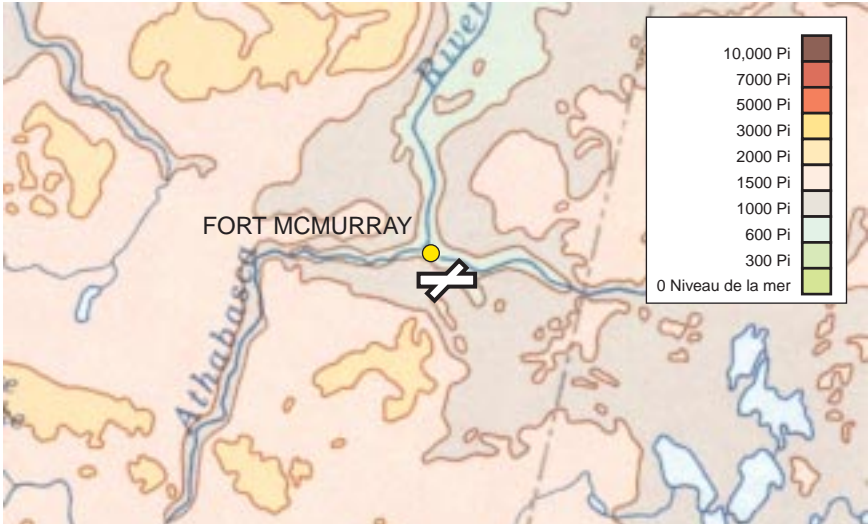 River
FORT MCMURRAY
Athabasca
10,000 Pi
7000 Pi
5000 Pi
3000 Pi
2000 Pi
1500 Pi
1000 Pi
600 Pi
300 Pi
0 Niveau de la mer